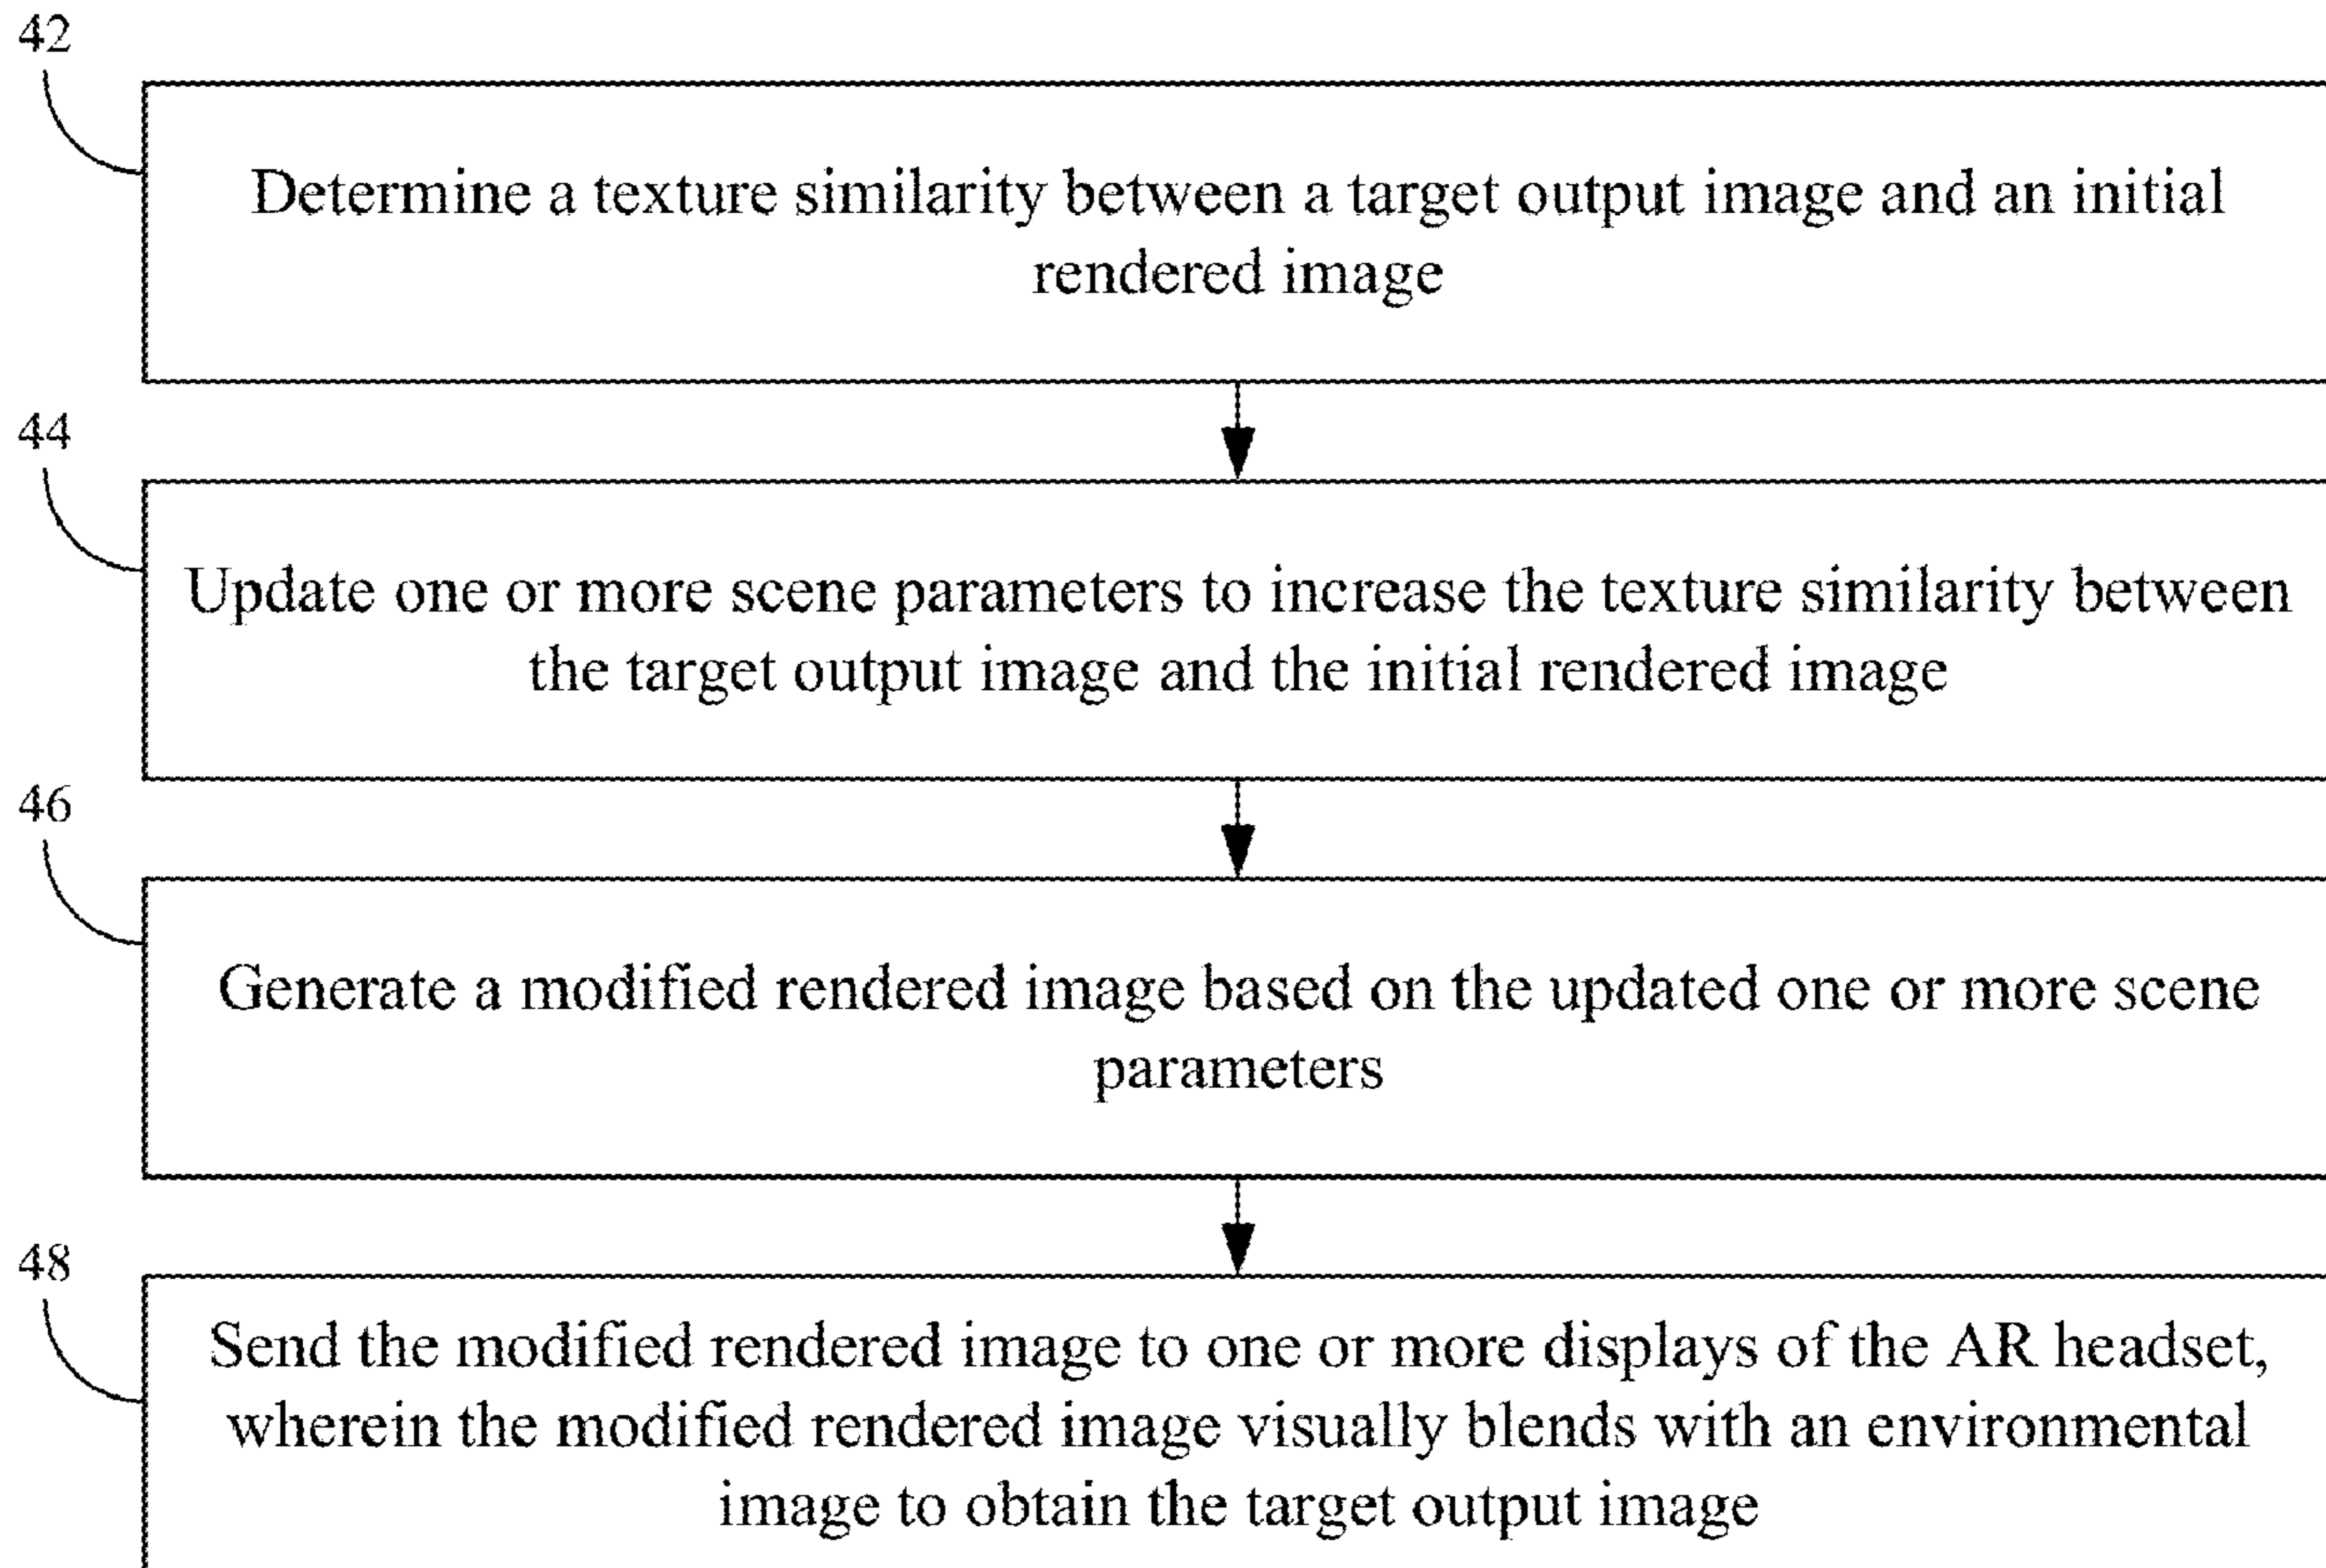 42
Determine a texture similarity between a target output image and an initial
rendered image
44
Update one or more scene parameters to increase the texture similarity between
the target output image and the initial rendered image
46
Generate a modified rendered image based on the updated one or more scene
parameters
48
Send the modified rendered image to one or more displays of the AR headset,
wherein the modified rendered image visually blends with an environmental
image to obtain the target output image